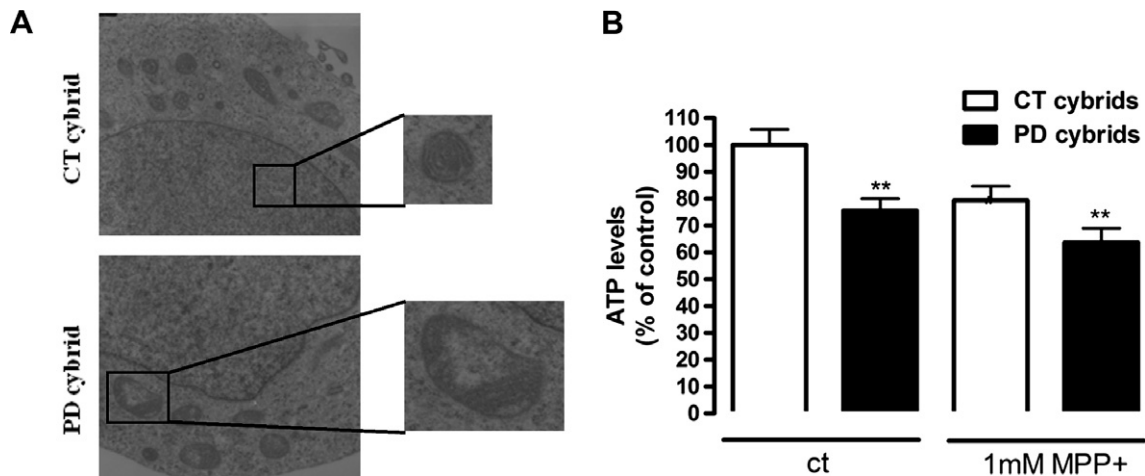 A
CT cybrid
PD cybrid
B
CT cybrids
PD cybrids
ATP levels
(% of control)
110
100
90
80
70
60
50
40
30
20
10
0
**
**
ct
1mM MPP+